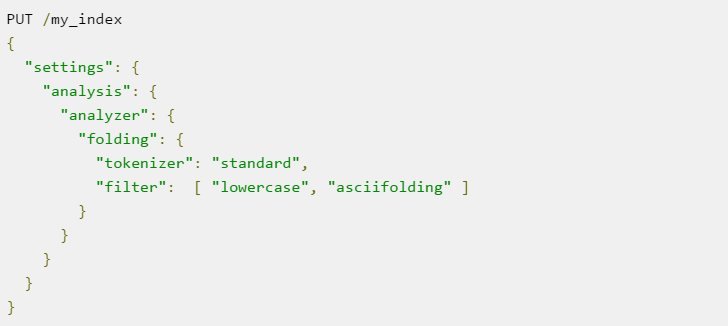 PUT /my_index
{
  "settings": {
    "analysis": {
      "analyzer": {
        "folding": {
          "tokenizer": "standard",
          "filter":  [ "lowercase", "asciifolding" ]
        }
      }
    }
  }
}